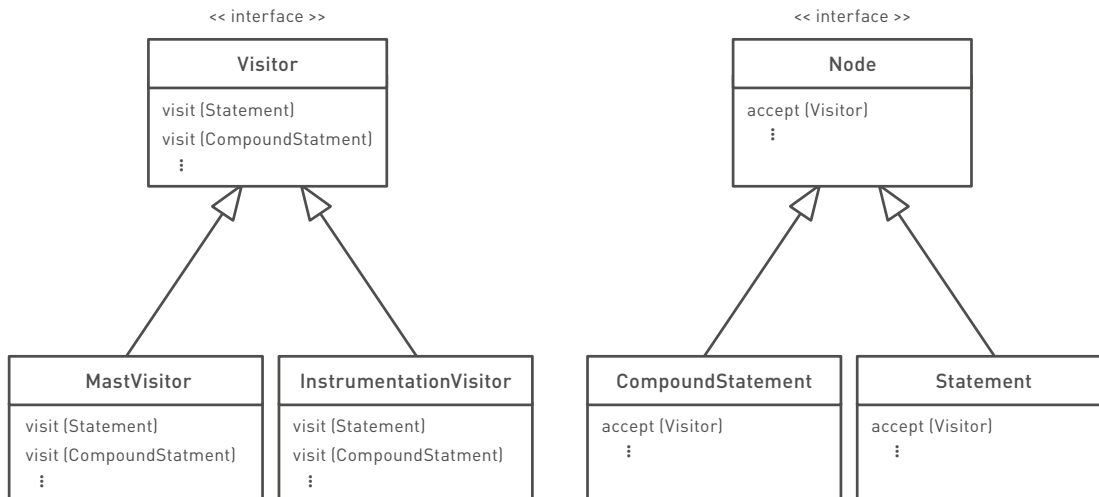 << interface >>
Visitor
visit (Statement)
visit (CompoundStatment)
⋮
<< interface >>
Node
accept (Visitor)
⋮
MastVisitor
visit (Statement)
visit (CompoundStatment)
⋮
InstrumentationVisitor
visit (Statement)
visit (CompoundStatment)
⋮
CompoundStatement
accept (Visitor)
⋮
Statement
accept (Visitor)
⋮